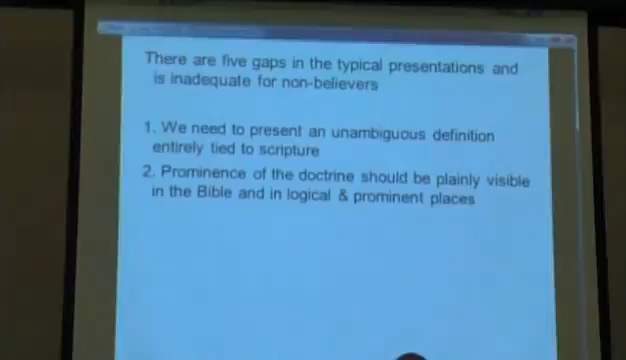 There are five gaps in the typical presentations and
is inadequate for non-believers
1. We need to present an unambiguous definition
entirely tied to scripture
2. Prominence of the doctrine should be plainly visible
in the Bible and in logical & prominent places